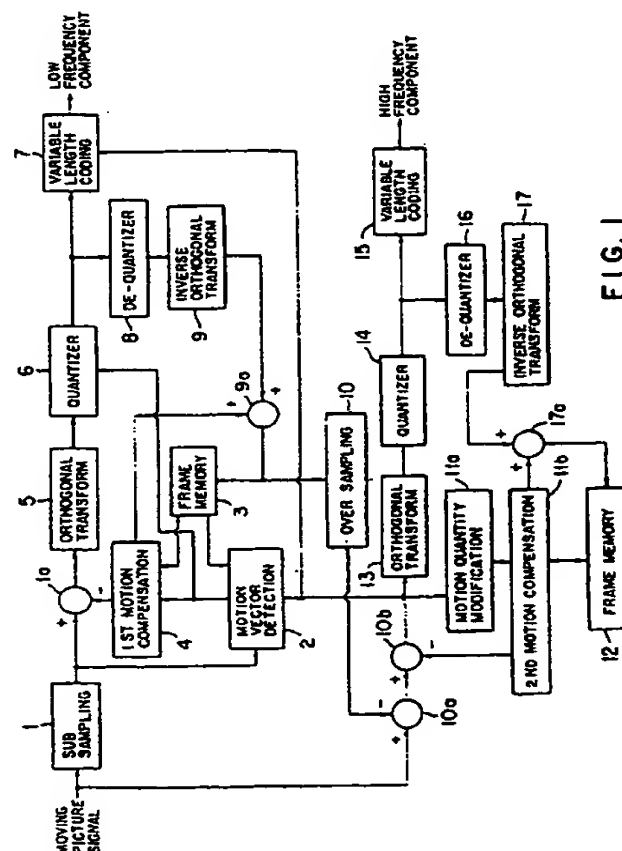 MOVING
PICTURE
SIGNAL
1
SUB
SAMPLING
1a
+
-
5
ORTHOGONAL
TRANSFORM
6
QUANTIZER
7
VARIABLE
LENGTH
CODING
LOW
FREQUENCY
COMPONENT
8
DE-QUANTIZER
9
INVERSE
ORTHOGONAL
TRANSFORM
9a
+
+
1ST MOTION
COMPENSATION
4
FRAME
MEMORY
3
MOTION
VECTOR
DETECTION
2
OVER SAMPLING
10
10a
+
-
10b
+
-
13
ORTHOGONAL
TRANSFORM
14
QUANTIZER
15
VARIABLE
LENGTH
CODING
HIGH
FREQUENCY
COMPONENT
DE-QUANTIZER
16
INVERSE ORTHOGONAL
TRANSFORM
17
17a
+
+
11a
MOTION QUANTITY
MODIFICATION
2ND MOTION COMPENSATION
11b
FRAME MEMORY
12
FIG. 1